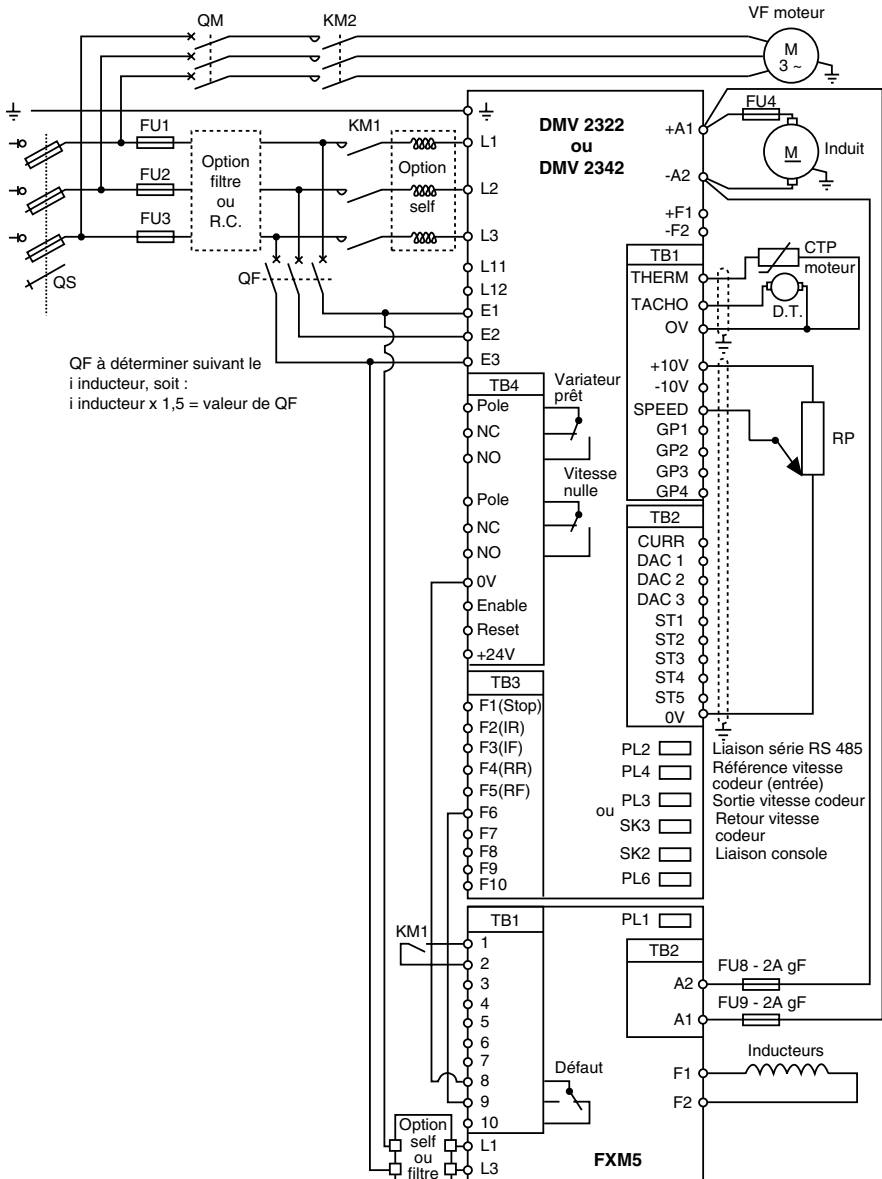 QM
KM2
VF moteur
M
3 ~
FU1
KM1
L1
DMV 2322
ou
DMV 2342
+A1
FU4
M
Induit
Option
filtre
ou
R.C.
Option
self
FU2
L2
-A2
FU3
L3
+F1
-F2
QS
QF
L11
L12
E1
E2
E3
TB1
THERM
TACHO
OV
CTP
moteur
D.T.
QF à déterminer suivant le
i inducteur, soit :
i inducteur x 1,5 = valeur de QF
+10V
-10V
SPEED
GP1
GP2
GP3
GP4
RP
TB4
Pole
NC
NO
Variateur
prêt
Pole
NC
NO
Vitesse
nulle
0V
Enable
Reset
+24V
TB2
CURR
DAC 1
DAC 2
DAC 3
ST1
ST2
ST3
ST4
ST5
0V
TB3
F1(Stop)
F2(IR)
F3(IF)
F4(RR)
F5(RF)
F6
F7
F8
F9
F10
PL2
Liaison série RS 485
PL4
Référence vitesse
codeur (entrée)
PL3
Sortie vitesse codeur
ou
SK3
Retour vitesse
codeur
SK2
Liaison console
PL6
KM1
TB1
1
2
3
4
5
6
7
8
9
10
PL1
TB2
A2
FU8 - 2A gF
A1
FU9 - 2A gF
Défaut
Inducteurs
F1
F2
Option
self
ou
filtre
L1
L3
FXM5